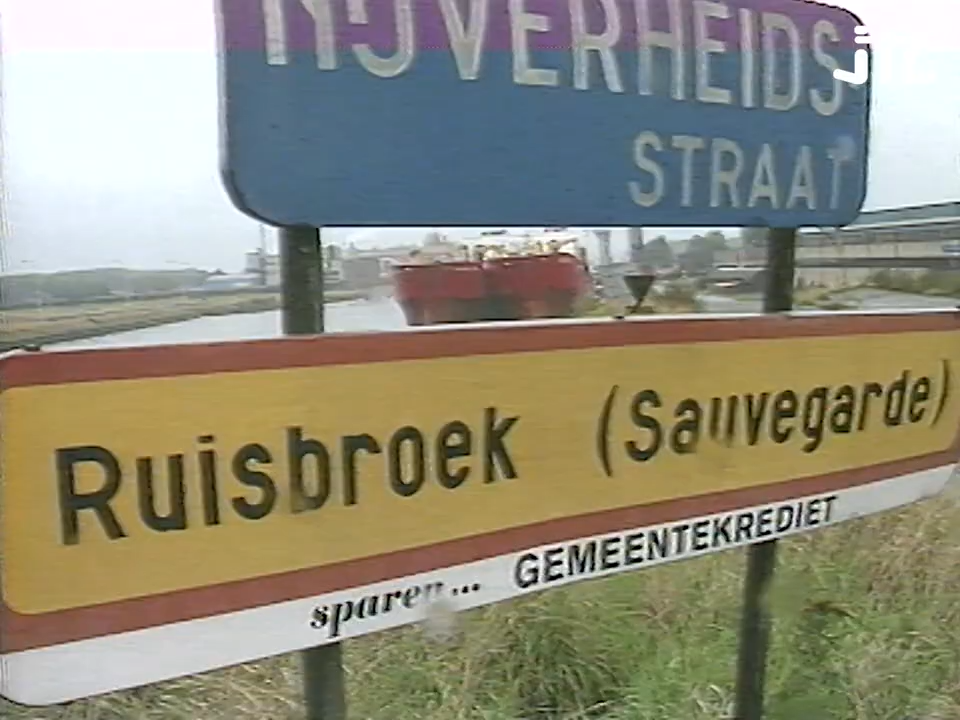 NIJVERHEIDS
STRAAT
Ruisbroek (Sauvegarde)
sparen... GEMEENTEKREDIET